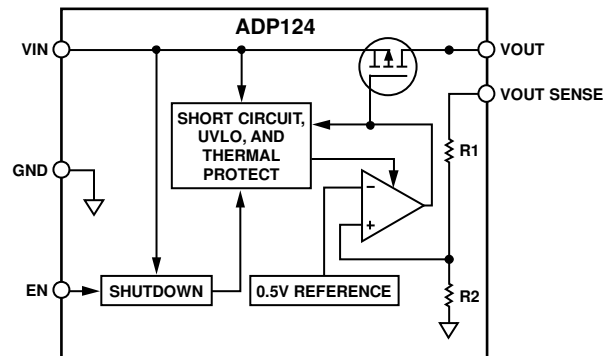 ADP124
VIN
VOUT
VOUT SENSE
SHORT CIRCUIT,
UVLO, AND
THERMAL
PROTECT
R1
GND
−
+
EN
SHUTDOWN
0.5V REFERENCE
R2